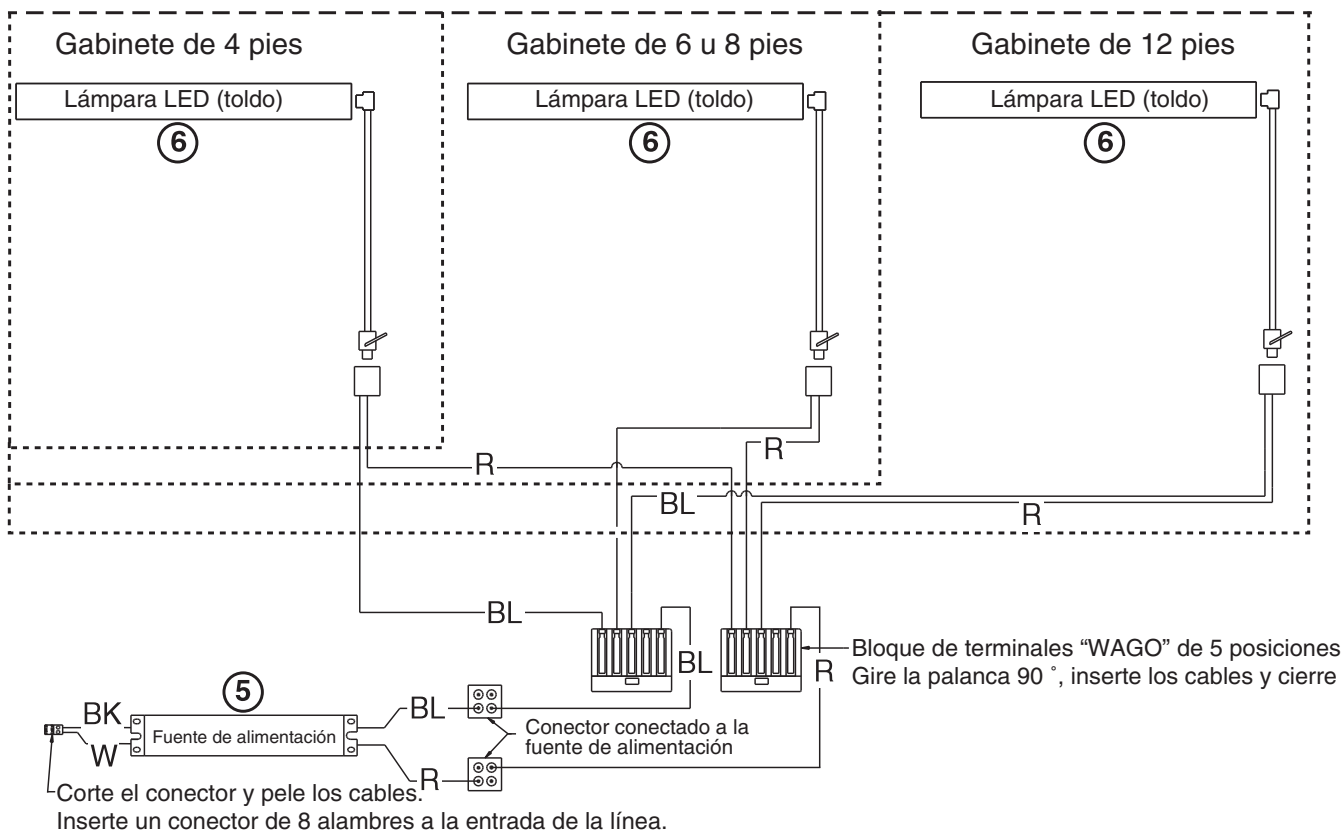 Gabinete de 4 pies
Gabinete de 6 u 8 pies
Gabinete de 12 pies
Lámpara LED (toldo)
Lámpara LED (toldo)
Lámpara LED (toldo)
6
6
6
R
R
BL
R
BL
BL
R
Bloque de terminales “WAGO” de 5 posiciones
Gire la palanca 90 ˚, inserte los cables y cierre
5
BK
W
Fuente de alimentación
BL
R
Conector conectado a la
fuente de alimentación
Corte el conector y pele los cables.
Inserte un conector de 8 alambres a la entrada de la línea.